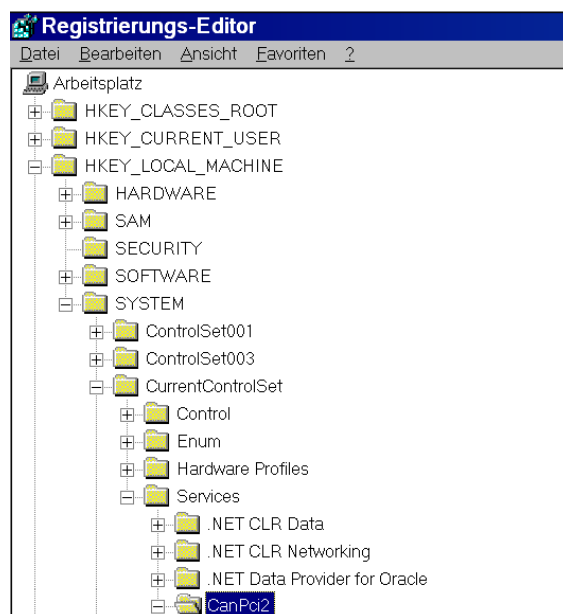 Registrierungs-Editor
Datei Bearbeiten Ansicht Favoriten ?
Arbeitsplatz
HKEY_CLASSES_ROOT
HKEY_CURRENT_USER
HKEY_LOCAL_MACHINE
HARDWARE
SAM
SECURITY
SOFTWARE
SYSTEM
ControlSet001
ControlSet003
CurrentControlSet
Control
Enum
Hardware Profiles
Services
.NET CLR Data
.NET CLR Networking
.NET Data Provider for Oracle
CanPci2